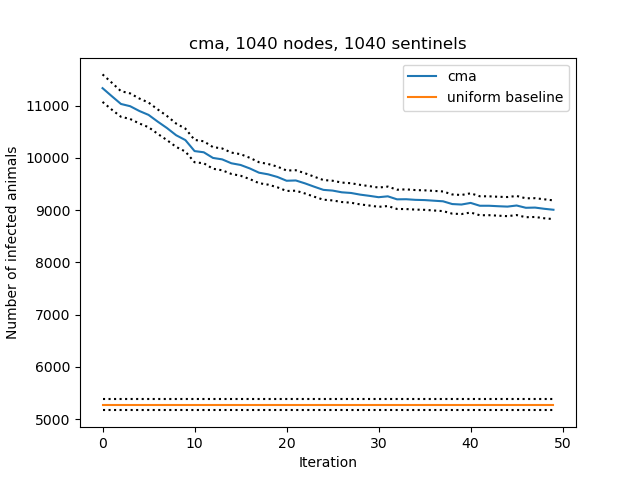 cma, 1040 nodes, 1040 sentinels
cma
uniform baseline
Number of infected animals
11000
10000
9000
8000
7000
6000
5000
0 10 20 30 40 50
Iteration